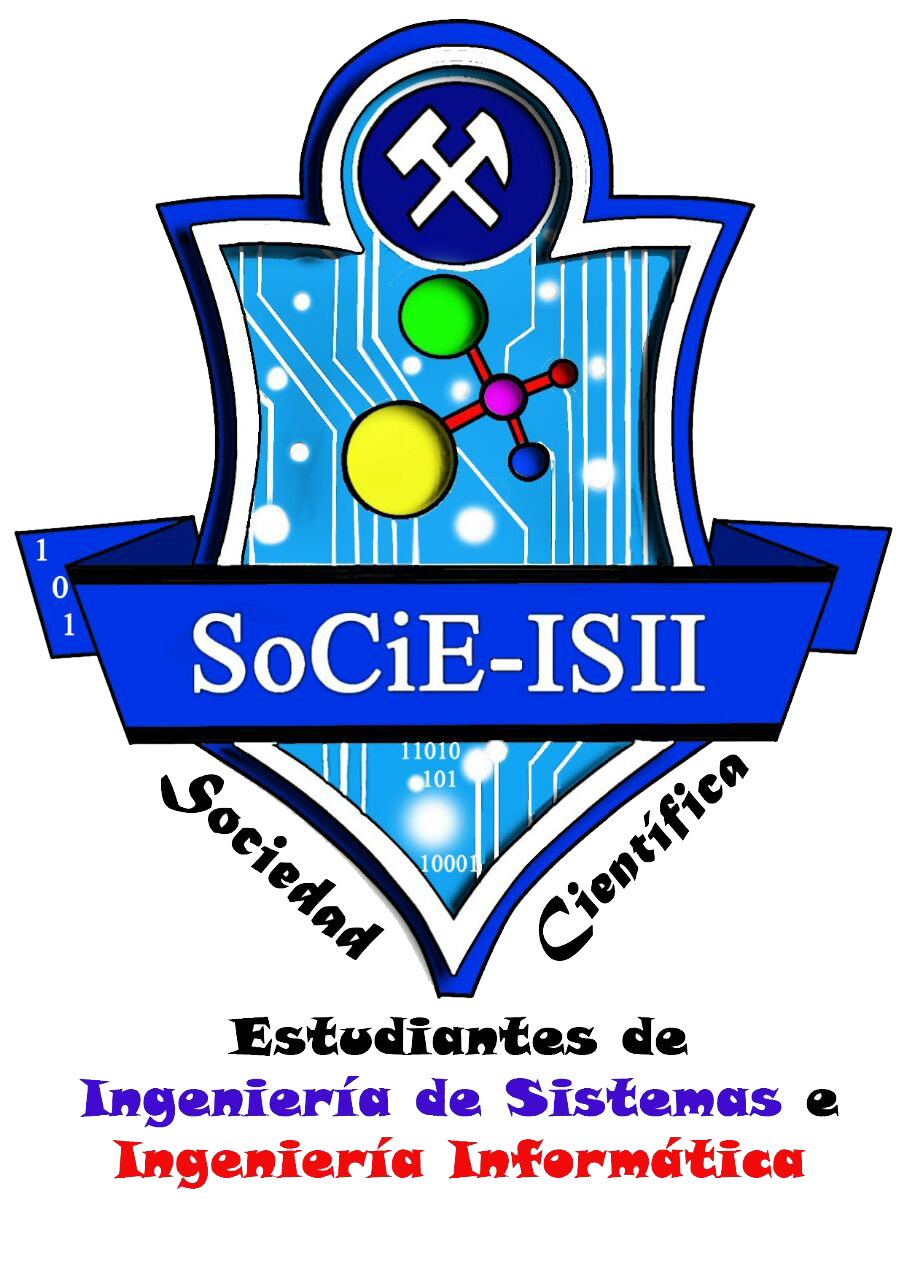 1
0
1
SoCiE-ISII
11010
101
10001
Sociedad
Científica
Estudiantes de
Ingeniería de Sistemas e
Ingeniería Informática